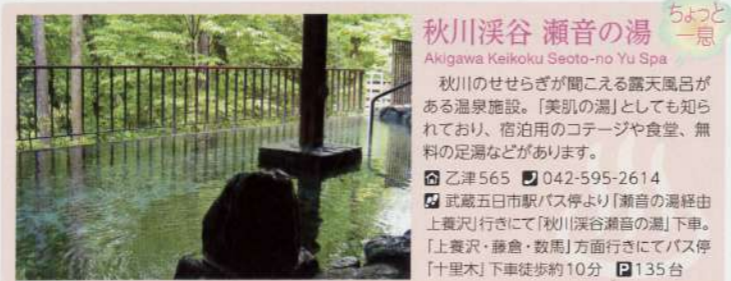 ちょっと
一息
秋川渓谷 瀬音の湯
Akigawa Keikoku Seoto-no Yu Spa
秋川のせせらぎが聞こえる露天風呂が
ある温泉施設。「美肌の湯」としても知ら
れており、宿泊用のコテージや食堂、無
料の足湯などがあります。
乙津565 042-595-2614
武蔵五日市駅バス停より「瀬音の湯経由
上養沢」行きにて「秋川渓谷瀬音の湯」下車。
「上養沢・藤倉・数馬」方面行きにてバス停
「十里木」下車徒歩約10分 P135台